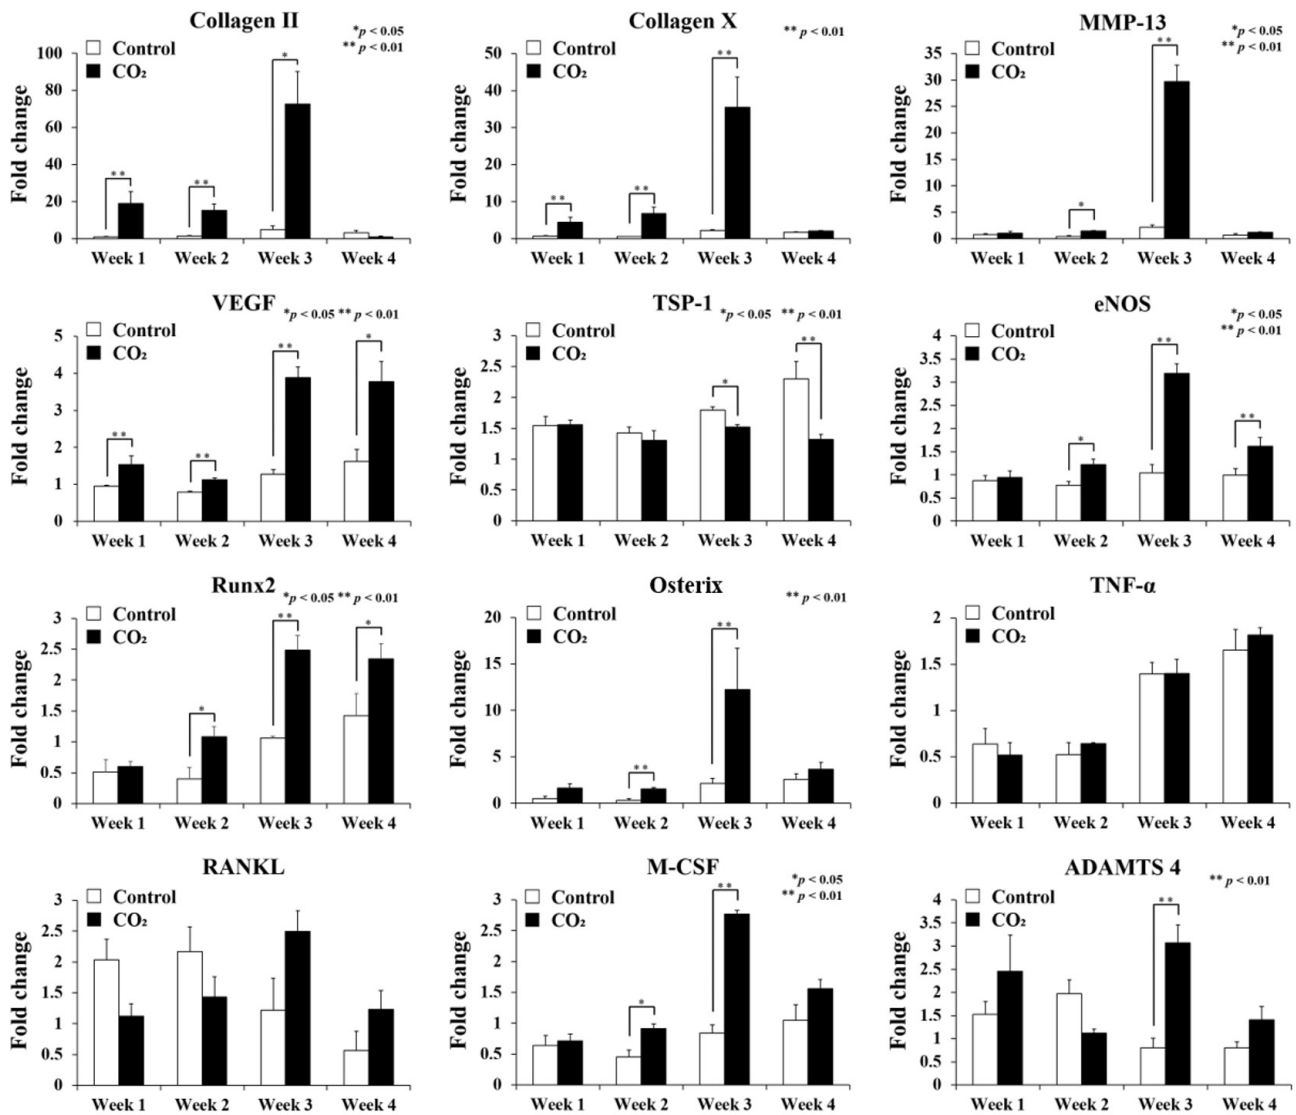 Collagen II
*p < 0.05
** p < 0.01
Control
CO₂
Fold change
100
80
60
40
20
0
**
**
*
Week 1 Week 2 Week 3 Week 4
Collagen X
** p < 0.01
Control
CO₂
Fold change
50
40
30
20
10
0
**
**
**
Week 1 Week 2 Week 3 Week 4
MMP-13
*p < 0.05
** p < 0.01
Control
CO₂
Fold change
35
30
25
20
15
10
5
0
*
**
Week 1 Week 2 Week 3 Week 4
VEGF
*p < 0.05 ** p < 0.01
Control
CO₂
Fold change
5
4
3
2
1
0
**
**
**
*
Week 1 Week 2 Week 3 Week 4
TSP-1
*p < 0.05 ** p < 0.01
Control
CO₂
Fold change
3
2.5
2
1.5
1
0.5
0
*
**
Week 1 Week 2 Week 3 Week 4
eNOS
*p < 0.05
** p < 0.01
Control
CO₂
Fold change
4
3.5
3
2.5
2
1.5
1
0.5
0
*
**
**
Week 1 Week 2 Week 3 Week 4
Runx2
*p < 0.05 ** p < 0.01
Control
CO₂
Fold change
3
2.5
2
1.5
1
0.5
0
*
**
*
Week 1 Week 2 Week 3 Week 4
Osterix
** p < 0.01
Control
CO₂
Fold change
20
15
10
5
0
**
**
Week 1 Week 2 Week 3 Week 4
TNF-α
Control
CO₂
Fold change
2
1.5
1
0.5
0
Week 1 Week 2 Week 3 Week 4
RANKL
Control
CO₂
Fold change
3
2.5
2
1.5
1
0.5
0
Week 1 Week 2 Week 3 Week 4
M-CSF
*p < 0.05
** p < 0.01
Control
CO₂
Fold change
3
2.5
2
1.5
1
0.5
0
*
**
Week 1 Week 2 Week 3 Week 4
ADAMTS 4
** p < 0.01
Control
CO₂
Fold change
4
3.5
3
2.5
2
1.5
1
0.5
0
**
Week 1 Week 2 Week 3 Week 4